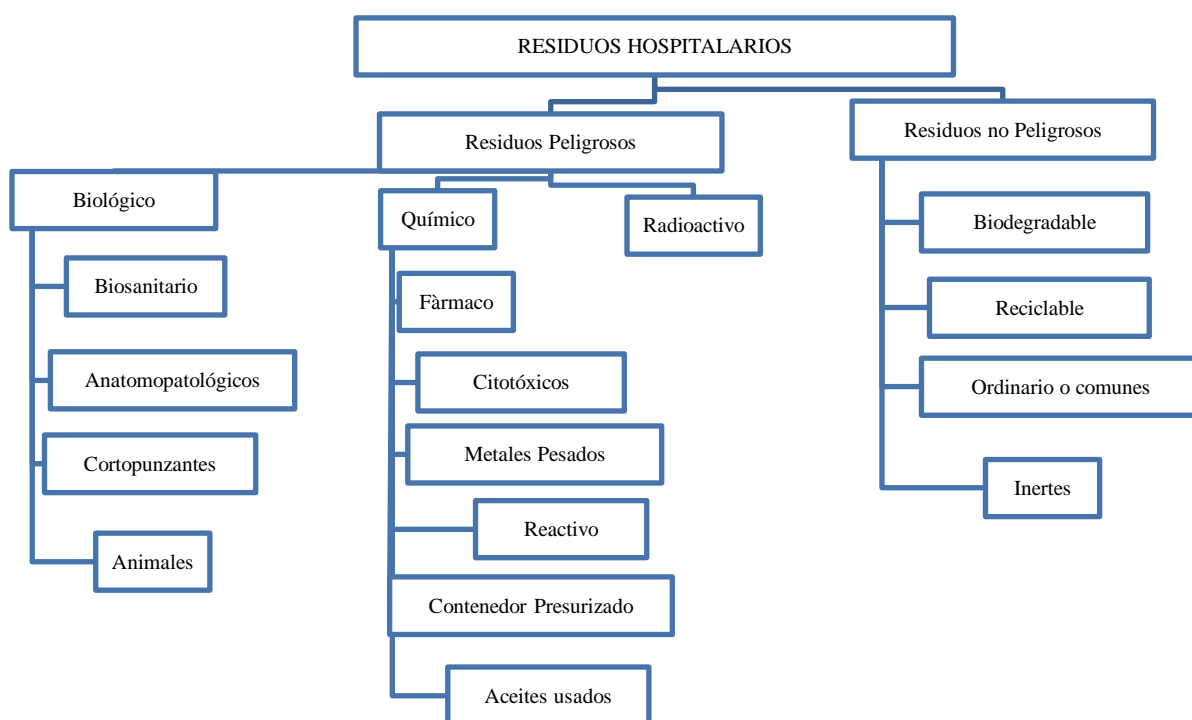 RESIDUOS HOSPITALARIOS
Residuos Peligrosos
Residuos no Peligrosos
Biológico
Químico
Radioactivo
Biosanitario
Anatomopatológicos
Cortopunzantes
Animales
Fàrmaco
Citotóxicos
Metales Pesados
Reactivo
Contenedor Presurizado
Aceites usados
Biodegradable
Reciclable
Ordinario o comunes
Inertes